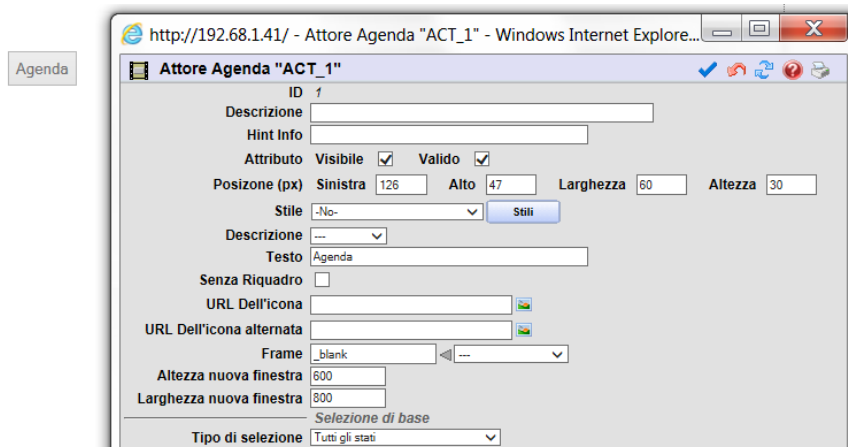 http://192.68.1.41/ - Attore Agenda "ACT_1" - Windows Internet Explore...
Agenda
Attore Agenda "ACT_1"
ID 1
Descrizione
Hint Info
Attributo Visibile Valido
Posizone (px) Sinistra 126 Alto 47 Larghezza 60 Altezza 30
Stile -No- Stili
Descrizione ---
Testo Agenda
Senza Riquadro
URL Dell'icona
URL Dell'icona alternata
Frame _blank ---
Altezza nuova finestra 600
Larghezza nuova finestra 800
Selezione di base
Tipo di selezione Tutti gli stati